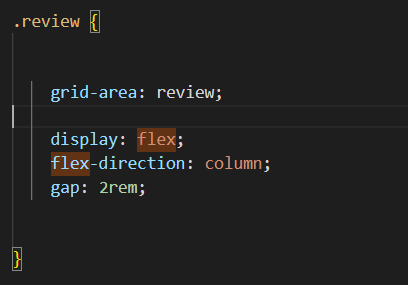 .review {
grid-area: review;
display: flex;
flex-direction: column;
gap: 2rem;
}